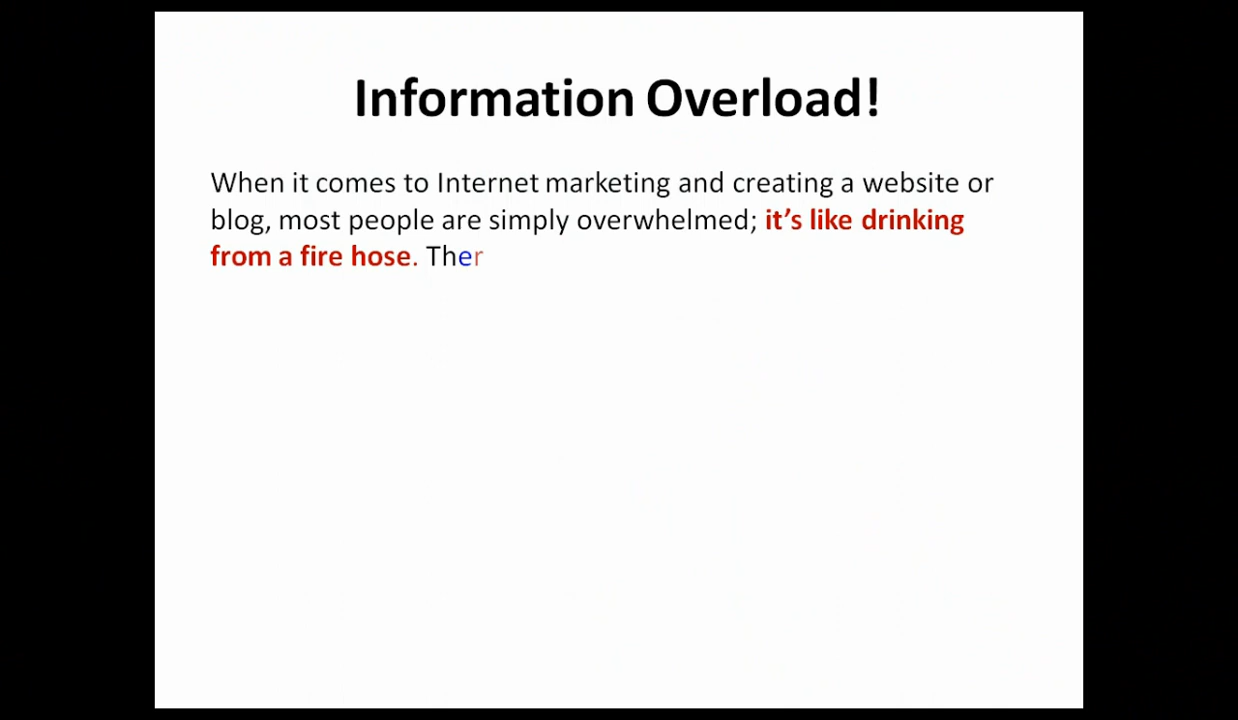 Information Overload!
When it comes to Internet marketing and creating a website or
blog, most people are simply overwhelmed; it’s like drinking
from a fire hose. Ther